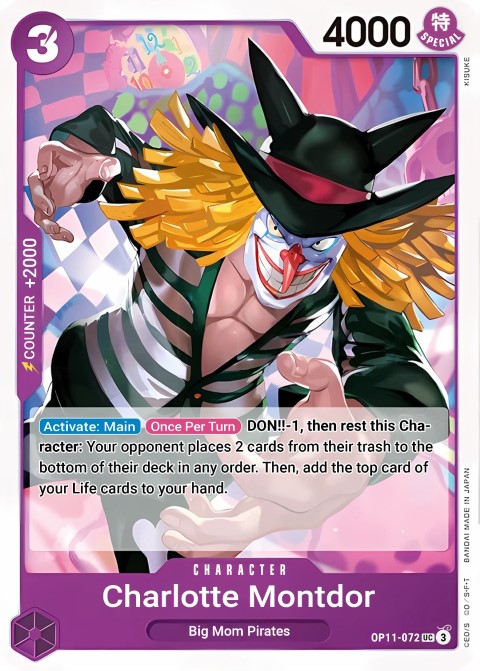 3
4000
特
SPECIAL
KISUKE
COUNTER +2000
Activate: Main Once Per Turn DON!!-1, then rest this Cha-
racter: Your opponent places 2 cards from their trash to the
bottom of their deck in any order. Then, add the top card of
your Life cards to your hand.
CHARACTER
Charlotte Montdor
Big Mom Pirates
OP11-072 UC 3
©EO/S ©O/S・F・T BANDAI MADE IN JAPAN